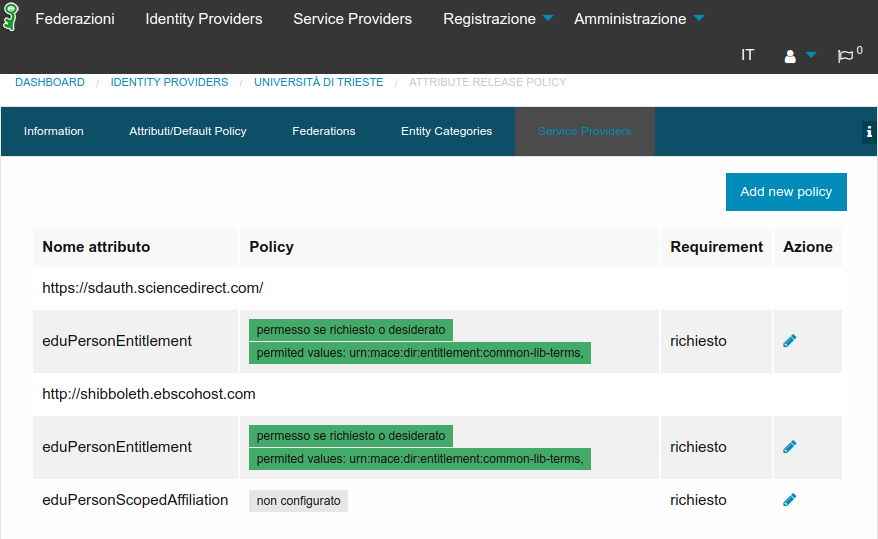 Federazioni Identity Providers Service Providers Registrazione Amministrazione
IT 0
DASHBOARD / IDENTITY PROVIDERS / UNIVERSITÀ DI TRIESTE / ATTRIBUTE RELEASE POLICY
Information Attributi/Default Policy Federations Entity Categories Service Providers i
Add new policy
Nome attributo Policy Requirement Azione
https://sdauth.sciencedirect.com/
permesso se richiesto o desiderato
eduPersonEntitlement richiesto
permited values: urn:mace:dir:entitlement:common-lib-terms,
http://shibboleth.ebscohost.com
permesso se richiesto o desiderato
eduPersonEntitlement richiesto
permited values: urn:mace:dir:entitlement:common-lib-terms,
eduPersonScopedAffiliation non configurato richiesto